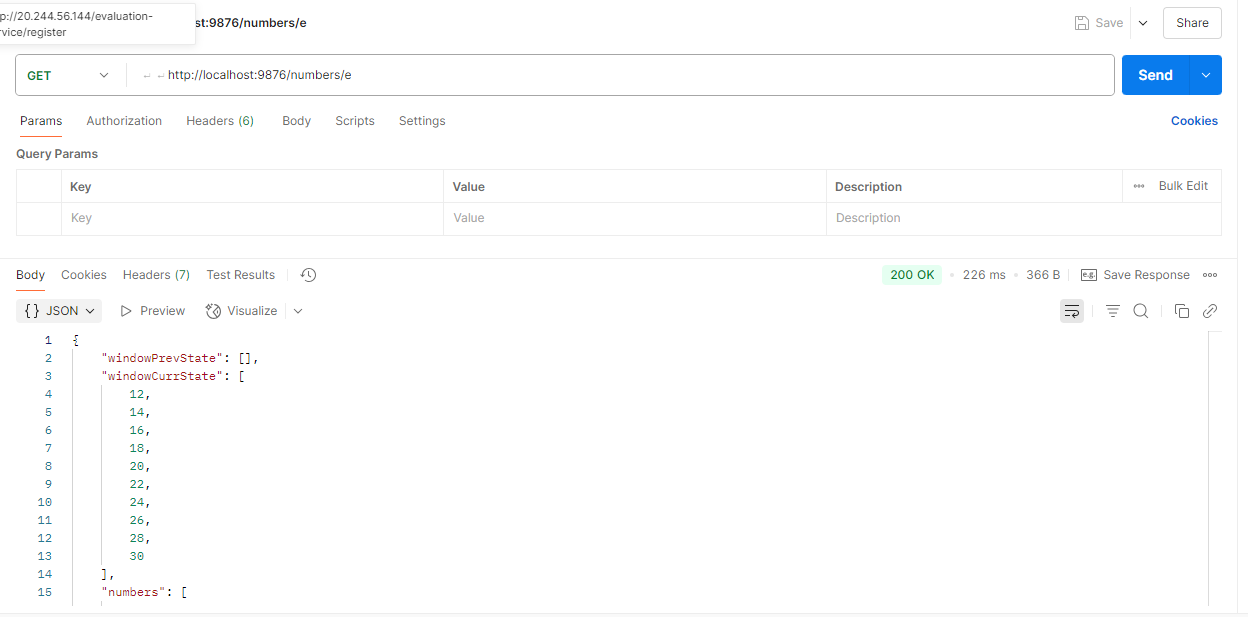 p://20.244.56.144/evaluation-
rvice/register
st:9876/numbers/e
Save
Share
GET
http://localhost:9876/numbers/e
Send
Params Authorization Headers (6) Body Scripts Settings
Cookies
Query Params
Key Value Description Bulk Edit
Key Value Description
Body Cookies Headers (7) Test Results
200 OK 226 ms 366 B e.g. Save Response
{} JSON Preview Visualize
1 {
2 "windowPrevState": [],
3 "windowCurrState": [
4 12,
5 14,
6 16,
7 18,
8 20,
9 22,
10 24,
11 26,
12 28,
13 30
14 ],
15 "numbers": [